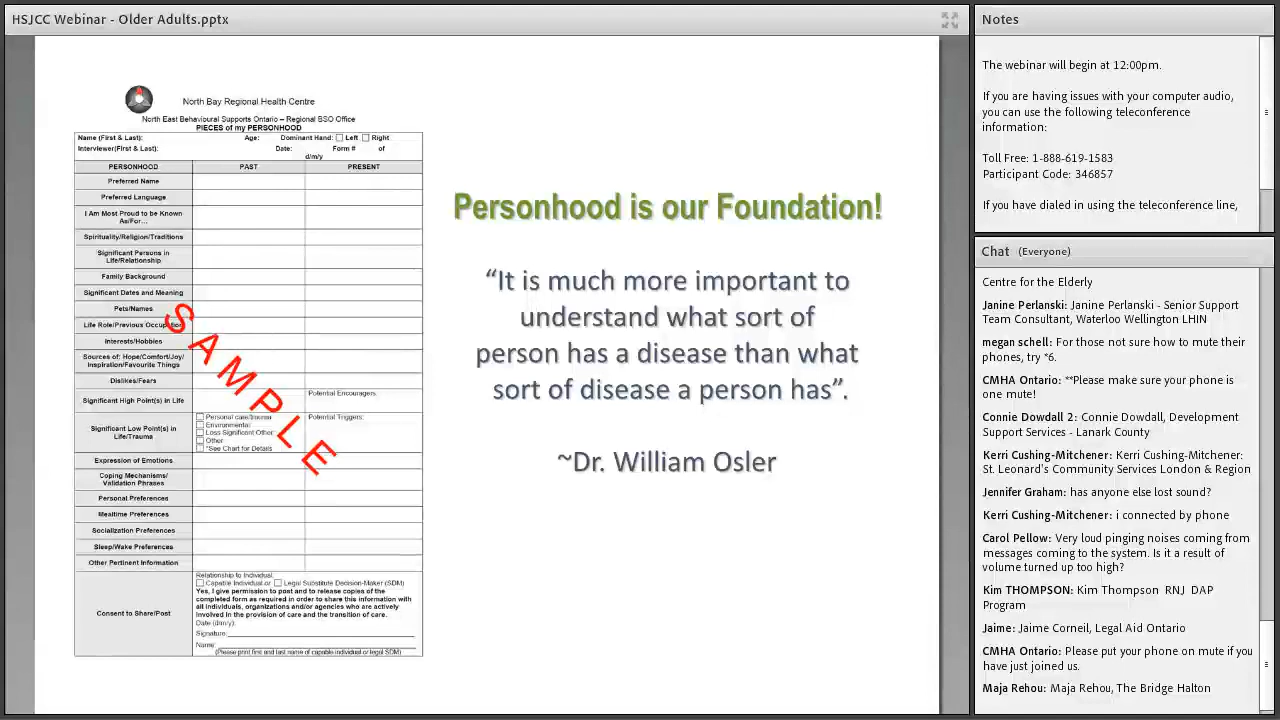 HSJCC Webinar - Older Adults.pptx
North Bay Regional Health Centre
North East Behavioural Supports Ontario – Regional BSO Office
PIECES of my PERSONHOOD
Name (First & Last): Age: Dominant Hand: Left Right
Interviewer(First & Last): Date: Form # of
d/m/y
PERSONHOOD PAST PRESENT
Preferred Name
Preferred Language
I Am Most Proud to be Known
As/For...
Spirituality/Religion/Traditions
Significant Persons in
Life/Relationship
Family Background
Significant Dates and Meaning
Pets/Names
Life Role/Previous Occupation
Interests/Hobbies
Sources of: Hope/Comfort/Joy/
Inspiration/Favourite Things
Dislikes/Fears
Significant High Point(s) in Life
Potential Encouragers:
Significant Low Point(s) in
Life/Trauma
Personal care/trauma
Environmental
Loss Significant Other
Other
*See Chart for Details
Potential Triggers:
Expression of Emotions
Coping Mechanisms/
Validation Phrases
Personal Preferences
Mealtime Preferences
Socialization Preferences
Sleep/Wake Preferences
Other Pertinent Information
Consent to Share/Post
Relationship to Individual:
Capable Individual or Legal Substitute Decision-Maker (SDM)
Yes, I give permission to post and to release copies of the
completed form as required in order to share this information with
all individuals, organizations and/or agencies who are actively
involved in the provision of care and the transition of care.
Date (d/m/y):
Signature:
Name:
(Please print first and last name of capable individual or legal SDM)
SAMPLE
Personhood is our Foundation!
“It is much more important to
understand what sort of
person has a disease than what
sort of disease a person has”.
~Dr. William Osler
Notes
The webinar will begin at 12:00pm.
If you are having issues with your computer audio,
you can use the following teleconference
information:
Toll Free: 1-888-619-1583
Participant Code: 346857
If you have dialed in using the teleconference line,
Chat (Everyone)
Centre for the Elderly
Janine Perlanski: Janine Perlanski - Senior Support
Team Consultant, Waterloo Wellington LHIN
megan schell: For those not sure how to mute their
phones, try *6.
CMHA Ontario: **Please make sure your phone is
one mute!
Connie Dowdall 2: Connie Dowdall, Development
Support Services - Lanark County
Kerri Cushing-Mitchener: Kerri Cushing-Mitchener:
St. Leonard's Community Services London & Region
Jennifer Graham: has anyone else lost sound?
Kerri Cushing-Mitchener: i connected by phone
Carol Pellow: Very loud pinging noises coming from
messages coming to the system. Is it a result of
volume turned up too high?
Kim THOMPSON: Kim Thompson RNJ DAP
Program
Jaime: Jaime Corneil, Legal Aid Ontario
CMHA Ontario: Please put your phone on mute if you
have just joined us.
Maja Rehou: Maja Rehou, The Bridge Halton